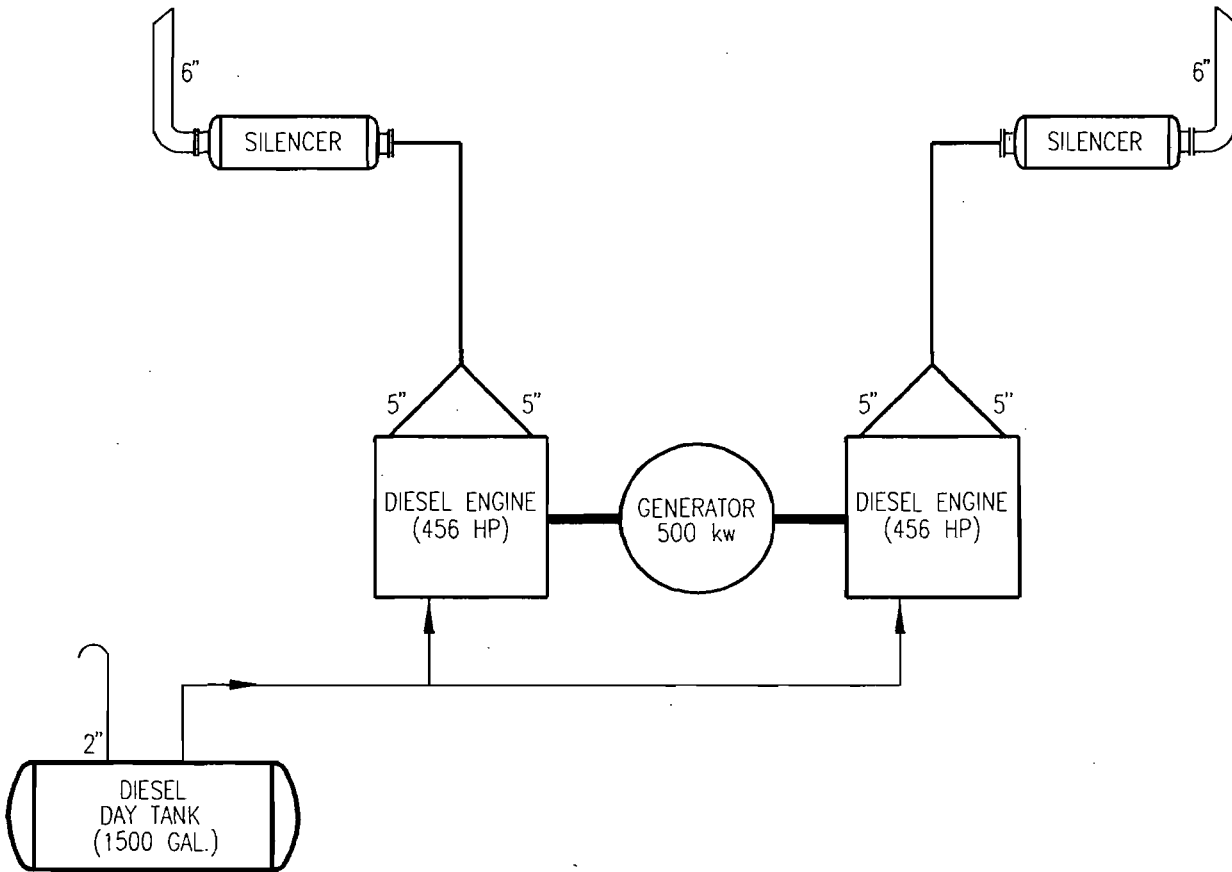 6"
6"
SILENCER
SILENCER
5"
5"
5"
5"
DIESEL ENGINE
(456 HP)
GENERATOR
500 kw
DIESEL ENGINE
(456 HP)
2"
DIESEL
DAY TANK
(1500 GAL.)